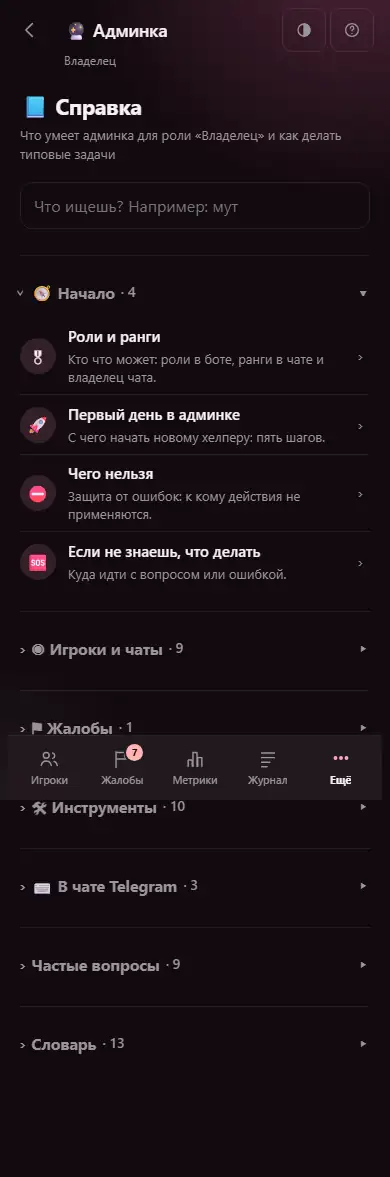 Админка
Владелец
Справка
Что умеет админка для роли «Владелец» и как делать
типовые задачи
Что ищешь? Например: мут
Начало · 4
Роли и ранги
Кто что может: роли в боте, ранги в чате и
владелец чата.
Первый день в админке
С чего начать новому хелперу: пять шагов.
Чего нельзя
Защита от ошибок: к кому действия не
применяются.
SOS
Если не знаешь, что делать
Куда идти с вопросом или ошибкой.
Игроки и чаты · 9
Жалобы · 1
7
Игроки Жалобы Метрики Журнал Ещё
Инструменты · 10
В чате Telegram · 3
Частые вопросы · 9
Словарь · 13